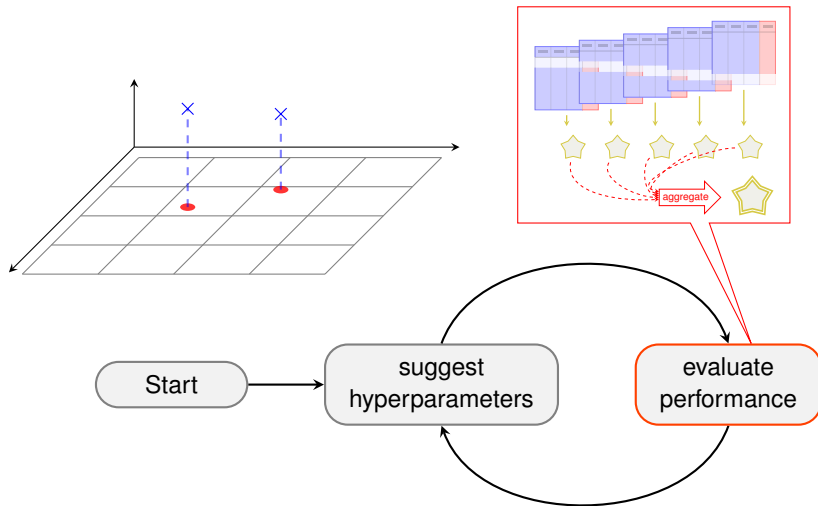 aggregate
Start
suggest
hyperparameters
evaluate
performance